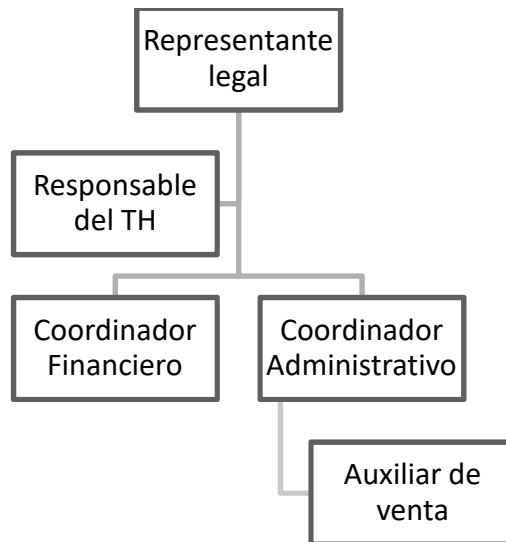 Representante
legal
Responsable
del TH
Coordinador
Financiero
Coordinador
Administrativo
Auxiliar de
venta